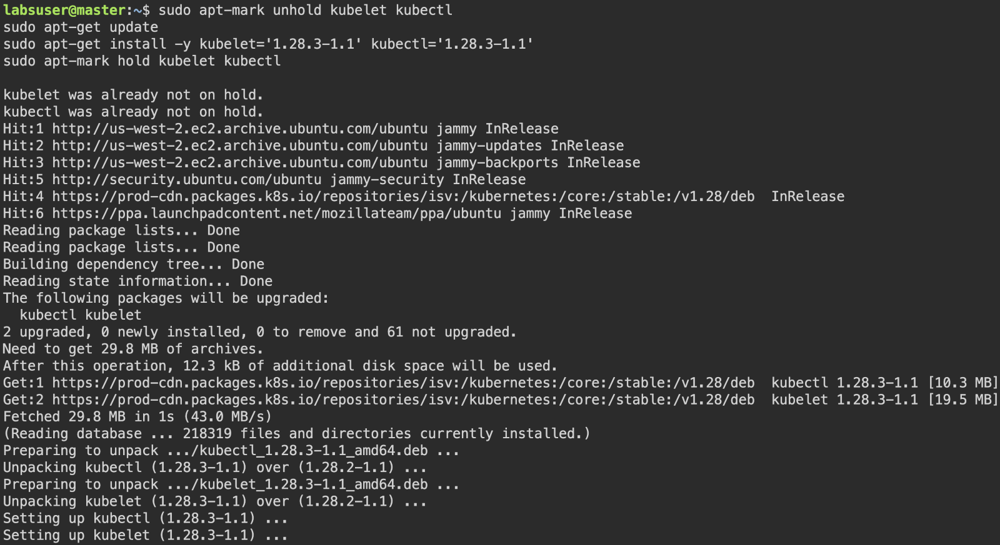 labsuser@master:~$ sudo apt-mark unhold kubelet kubectl
sudo apt-get update
sudo apt-get install -y kubelet='1.28.3-1.1' kubectl='1.28.3-1.1'
sudo apt-mark hold kubelet kubectl

kubelet was already not on hold.
kubectl was already not on hold.
Hit:1 http://us-west-2.ec2.archive.ubuntu.com/ubuntu jammy InRelease
Hit:2 http://us-west-2.ec2.archive.ubuntu.com/ubuntu jammy-updates InRelease
Hit:3 http://us-west-2.ec2.archive.ubuntu.com/ubuntu jammy-backports InRelease
Hit:5 http://security.ubuntu.com/ubuntu jammy-security InRelease
Hit:4 https://prod-cdn.packages.k8s.io/repositories/isv:/kubernetes:/core:/stable:/v1.28/deb  InRelease
Hit:6 https://ppa.launchpadcontent.net/mozillateam/ppa/ubuntu jammy InRelease
Reading package lists... Done
Reading package lists... Done
Building dependency tree... Done
Reading state information... Done
The following packages will be upgraded:
  kubectl kubelet
2 upgraded, 0 newly installed, 0 to remove and 61 not upgraded.
Need to get 29.8 MB of archives.
After this operation, 12.3 kB of additional disk space will be used.
Get:1 https://prod-cdn.packages.k8s.io/repositories/isv:/kubernetes:/core:/stable:/v1.28/deb  kubectl 1.28.3-1.1 [10.3 MB]
Get:2 https://prod-cdn.packages.k8s.io/repositories/isv:/kubernetes:/core:/stable:/v1.28/deb  kubelet 1.28.3-1.1 [19.5 MB]
Fetched 29.8 MB in 1s (43.0 MB/s)
(Reading database ... 218319 files and directories currently installed.)
Preparing to unpack .../kubectl_1.28.3-1.1_amd64.deb ...
Unpacking kubectl (1.28.3-1.1) over (1.28.2-1.1) ...
Preparing to unpack .../kubelet_1.28.3-1.1_amd64.deb ...
Unpacking kubelet (1.28.3-1.1) over (1.28.2-1.1) ...
Setting up kubectl (1.28.3-1.1) ...
Setting up kubelet (1.28.3-1.1) ...